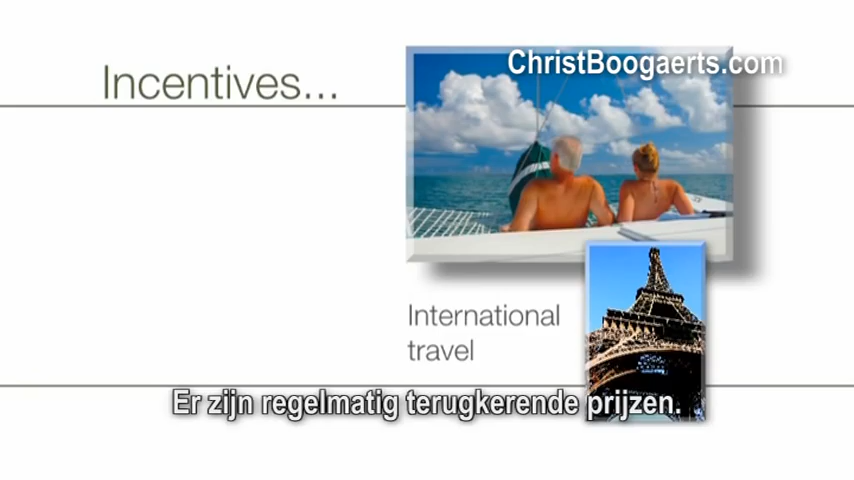 ChristBoogaerts.com
Incentives...
International
travel
Er zijn regelmatig terugkerende prijzen.